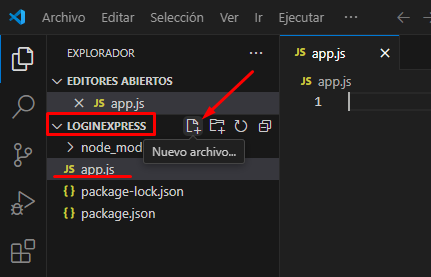 Archivo Editar Selección Ver Ir Ejecutar ...
EXPLORADOR ...
EDITORES ABIERTOS
JS app.js
LOGINEXPRESS
node_mod
Nuevo archivo...
JS app.js
{} package-lock.json
{} package.json
JS app.js
JS app.js
1